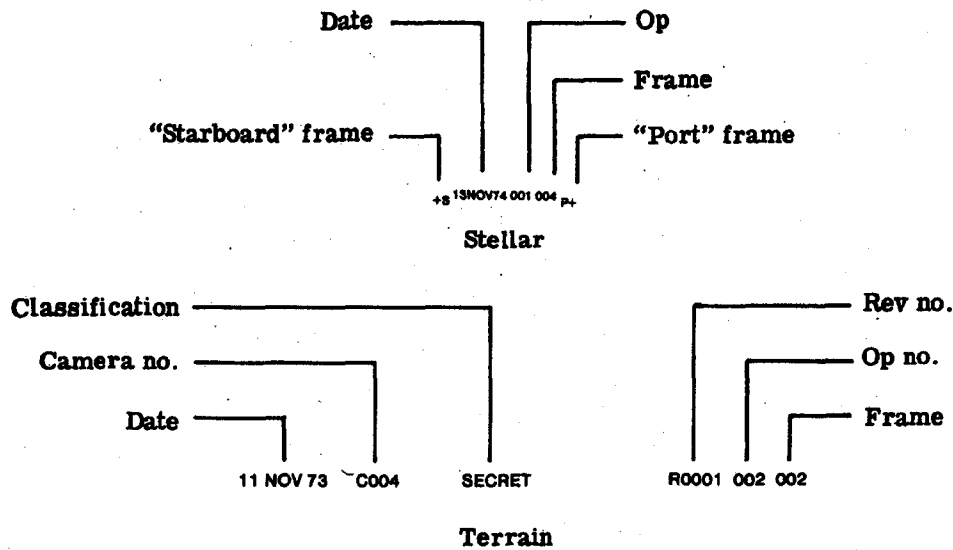 Date Op
Frame
"Starboard" frame "Port" frame
+S 13NOV74 001 004 P+
Stellar
Classification Rev no.
Camera no. Op no.
Date Frame
11 NOV 73 C004 SECRET R0001 002 002
Terrain